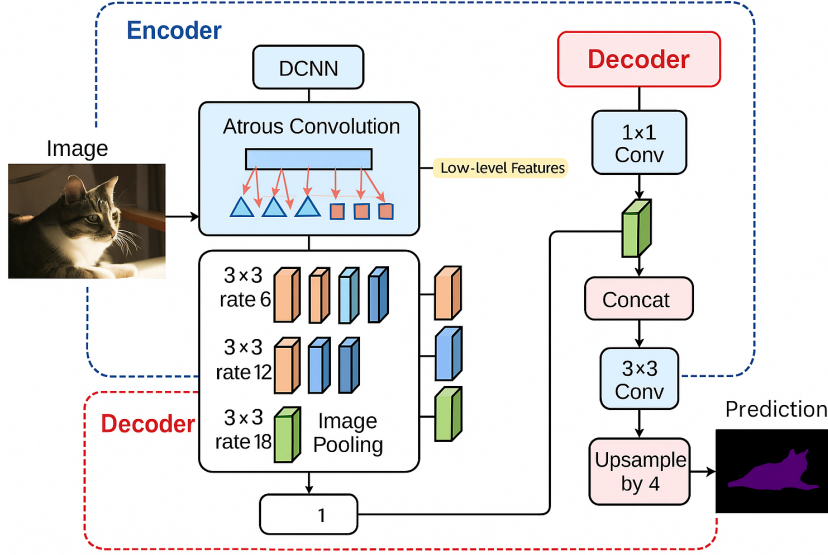 Encoder
DCNN
Decoder
Atrous Convolution
1×1
Conv
Image
Low-level Features
3×3
rate 6
Concat
3×3
rate 12
3×3
Conv
Decoder
3×3
rate 18
Image
Pooling
Prediction
Upsample
by 4
1